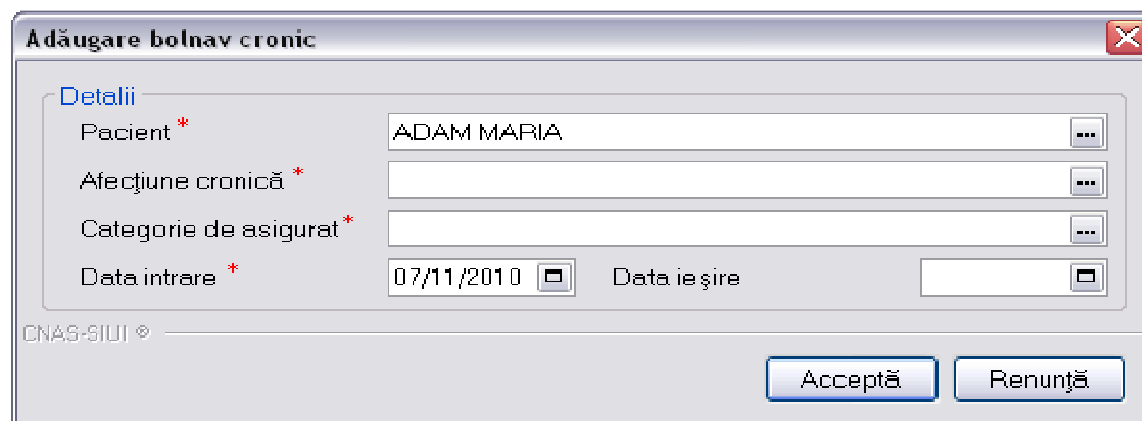 Adăugare bolnav cronic
Detalii
Pacient * ADAM MARIA ...
Afecţiune cronică * ...
Categorie de asigurat * ...
Data intrare * 07/11/2010 Data ieşire
CNAS-SIUI ®
Acceptă Renunţă